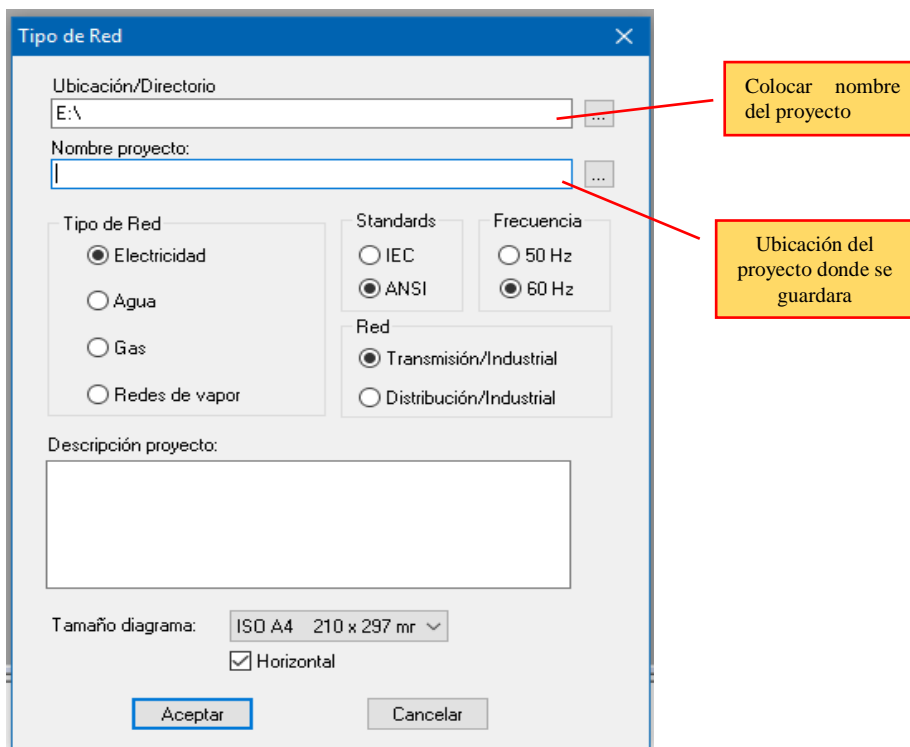 Tipo de Red
Ubicación/Directorio
E:\
...
Nombre proyecto:
...
Tipo de Red
Electricidad
Agua
Gas
Redes de vapor
Standards
IEC
ANSI
Frecuencia
50 Hz
60 Hz
Red
Transmisión/Industrial
Distribución/Industrial
Descripción proyecto:
Tamaño diagrama:
ISO A4 210 x 297 mr
Horizontal
Aceptar
Cancelar
Colocar nombre
del proyecto
Ubicación del
proyecto donde se
guardara